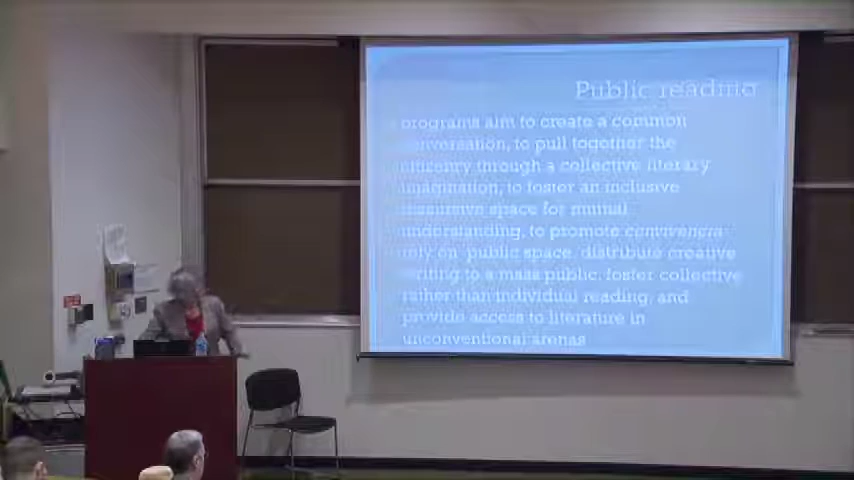 Public reading
programs aim to create a common
conversation, to pull together the
citizenry through a collective literary
imagination, to foster an inclusive
discursive space for mutual
understanding, to promote convivencia
rely on public space, distribute creative
writing to a mass public, foster collective
rather than individual reading, and
provide access to literature in
unconventional arenas